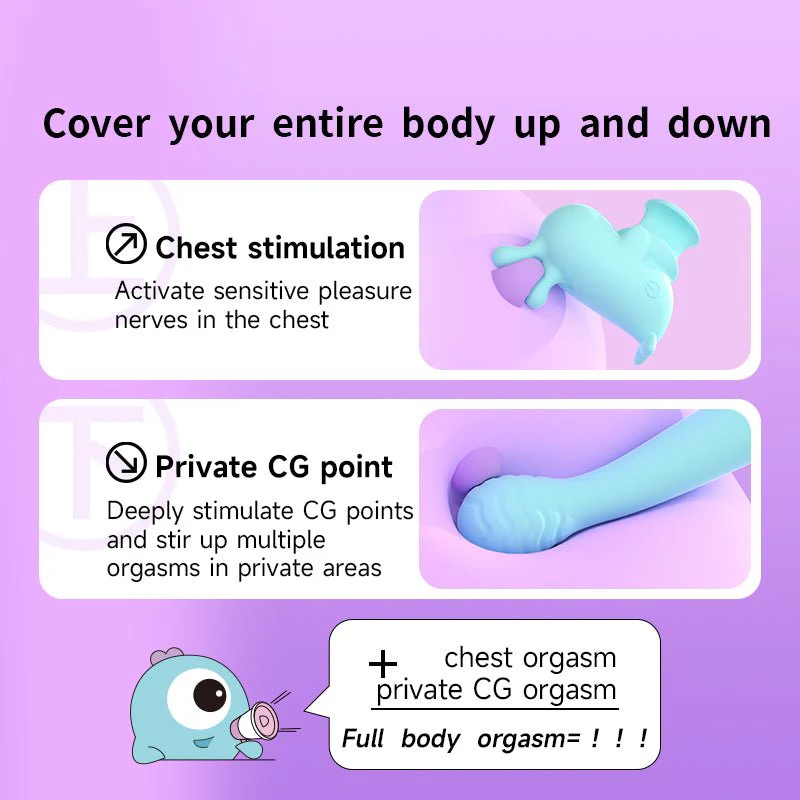 Cover your entire body up and down
上
Chest stimulation
Activate sensitive pleasure
nerves in the chest
下
Private CG point
Deeply stimulate CG points
and stir up multiple
orgasms in private areas
+ chest orgasm
private CG orgasm
Full body orgasm= ! ! !